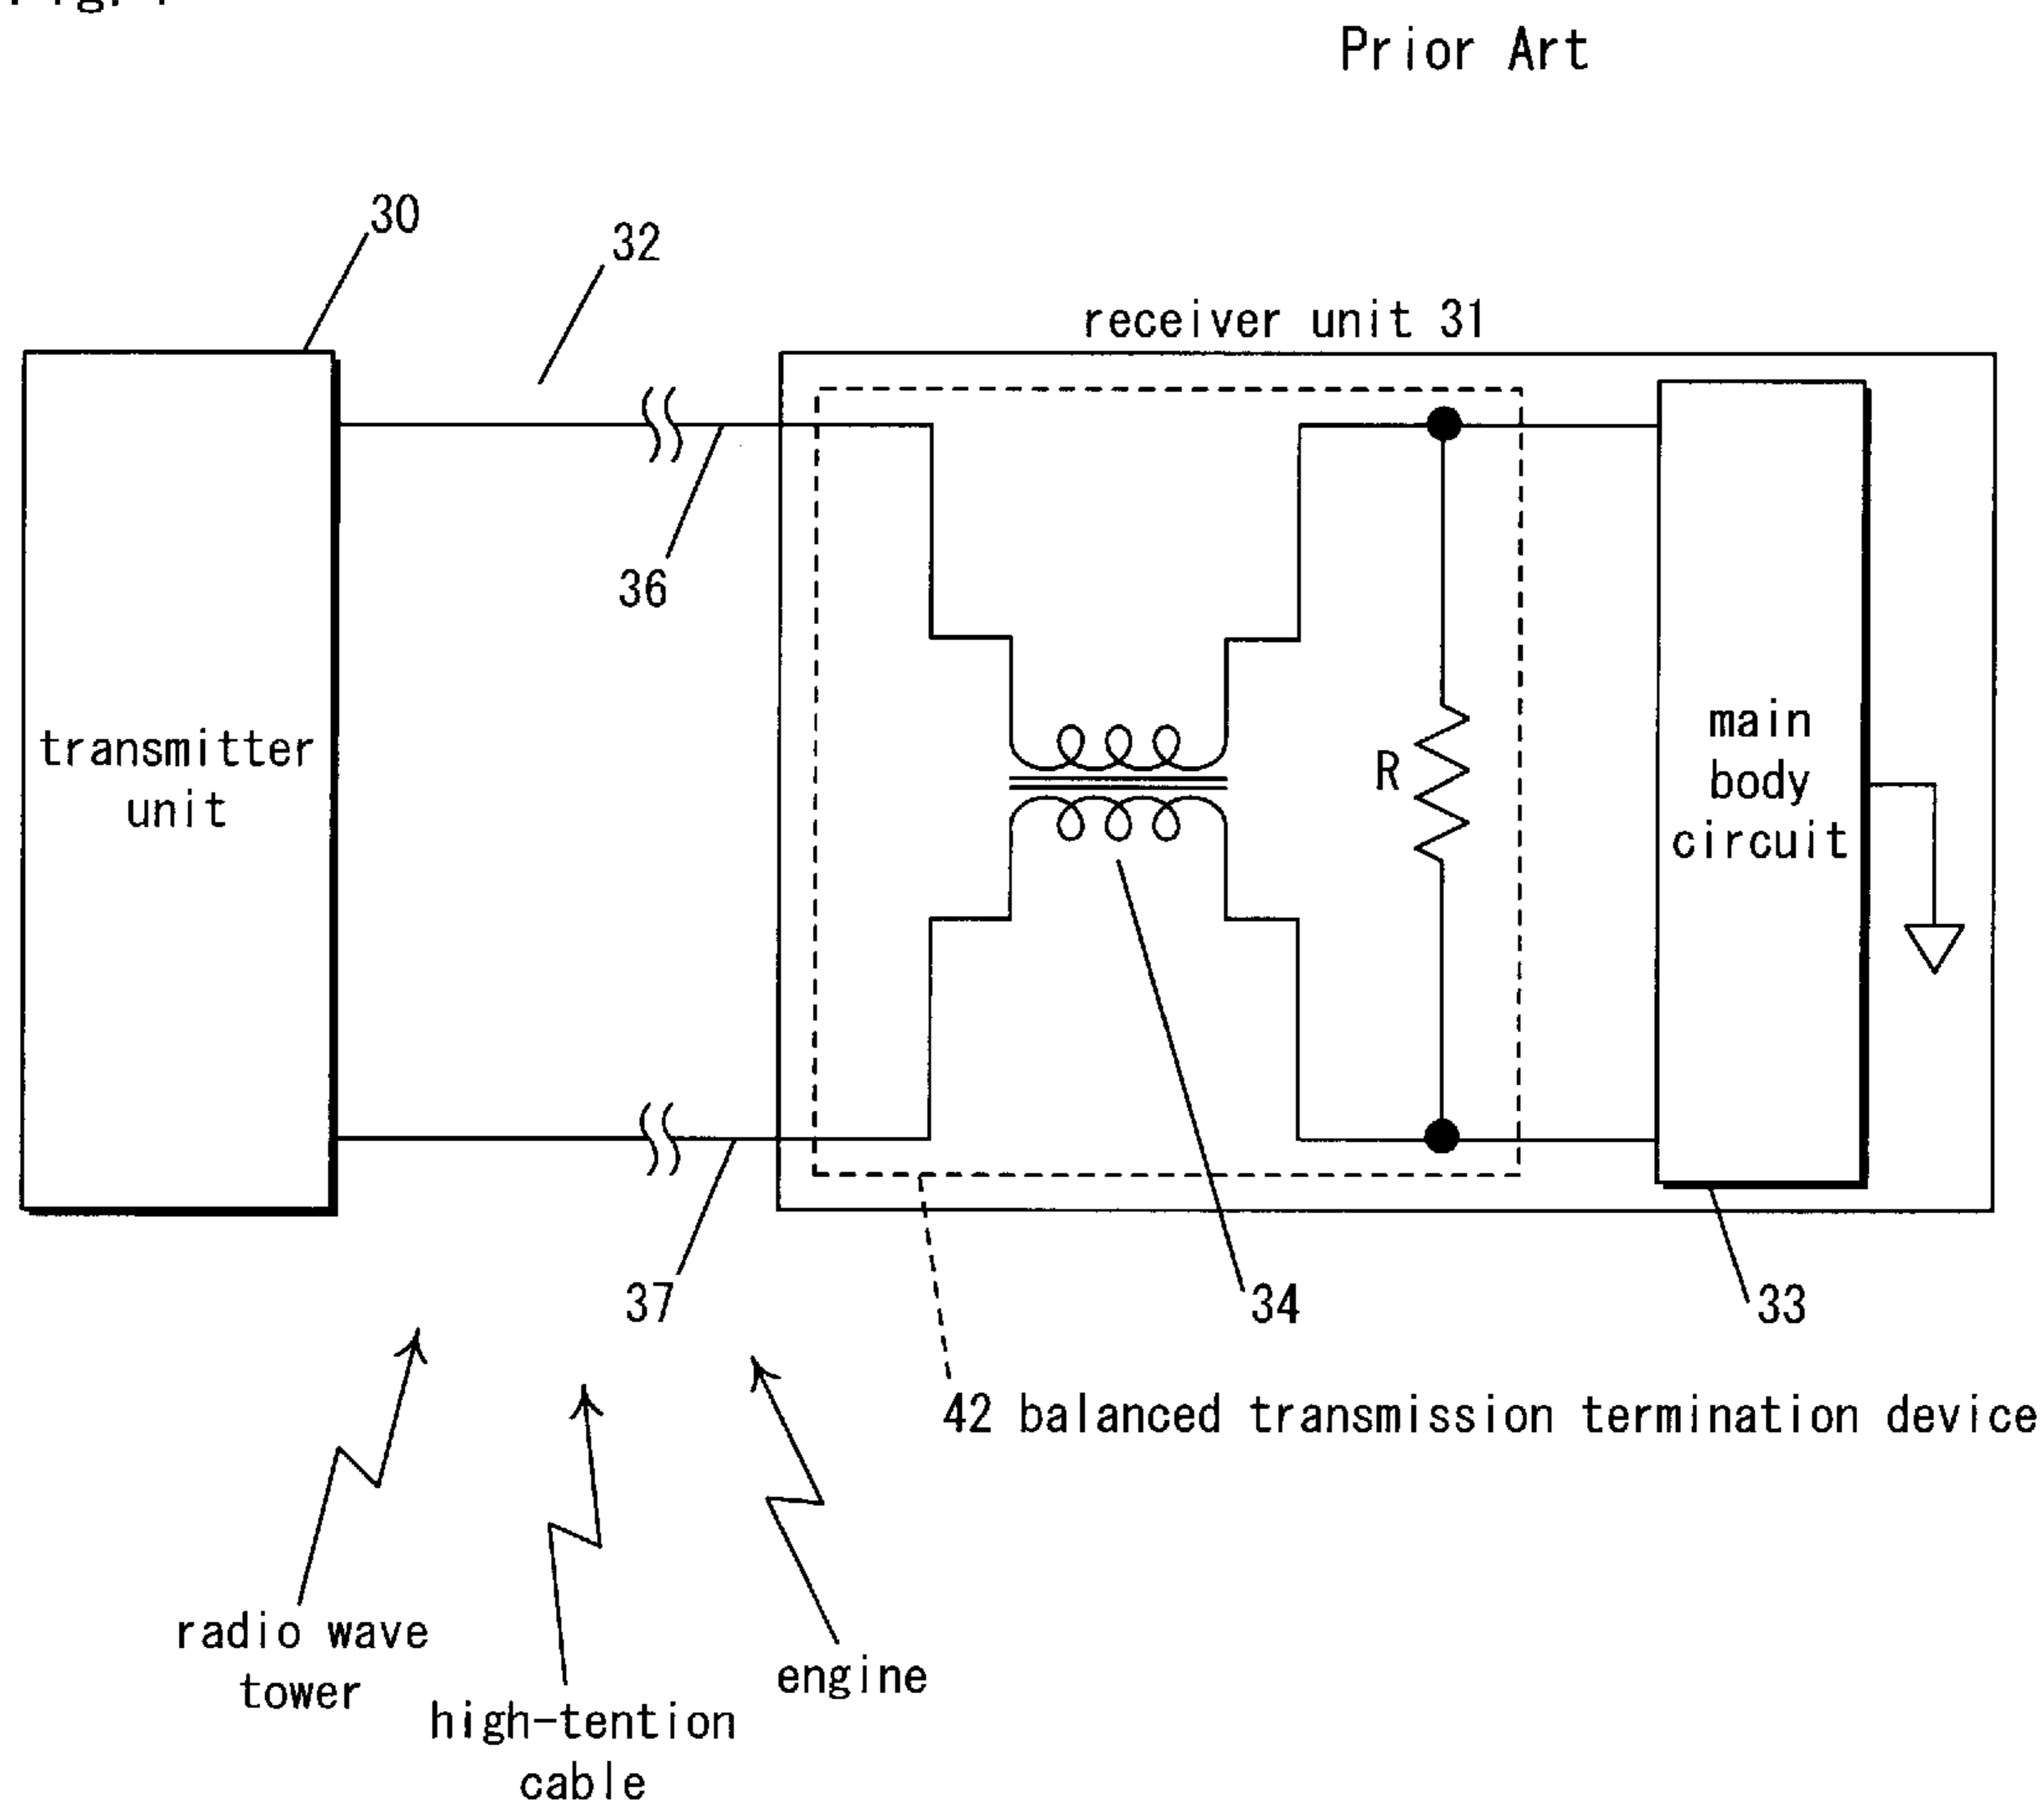 Prior Art
30
32
receiver unit 31
36
transmitter
unit
R
main
body
circuit
37
34
33
42 balanced transmission termination device
radio wave
tower
high-tention
cable
engine